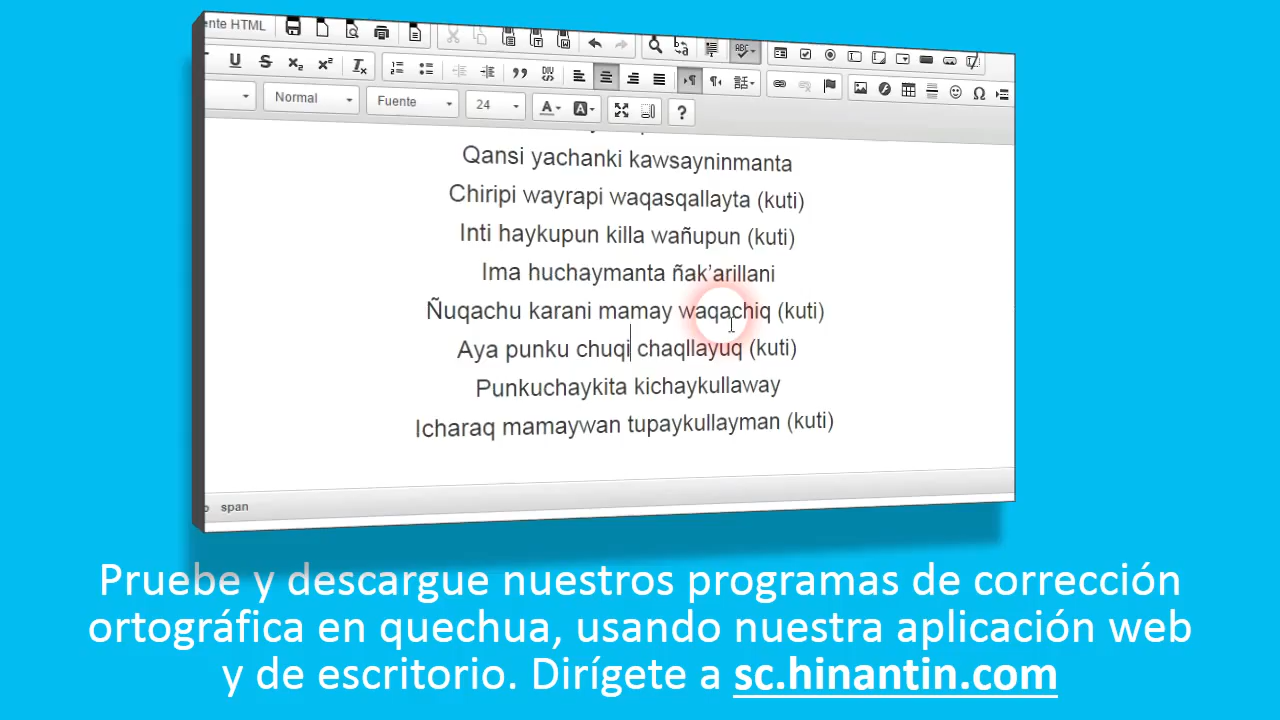 ente HTML
Normal Fuente 24
Qansi yachanki kawsayninmanta
Chiripi wayrapi waqasqallayta (kuti)
Inti haykupun killa wañupun (kuti)
Ima huchaymanta ñak'arillani
Ñuqachu karani mamay waqachiq (kuti)
Aya punku chuqi chaqllayuq (kuti)
Punkuchaykita kichaykullaway
Icharaq mamaywan tupaykullayman (kuti)
span
Pruebe y descargue nuestros programas de corrección
ortográfica en quechua, usando nuestra aplicación web
y de escritorio. Dirígete a sc.hinantin.com